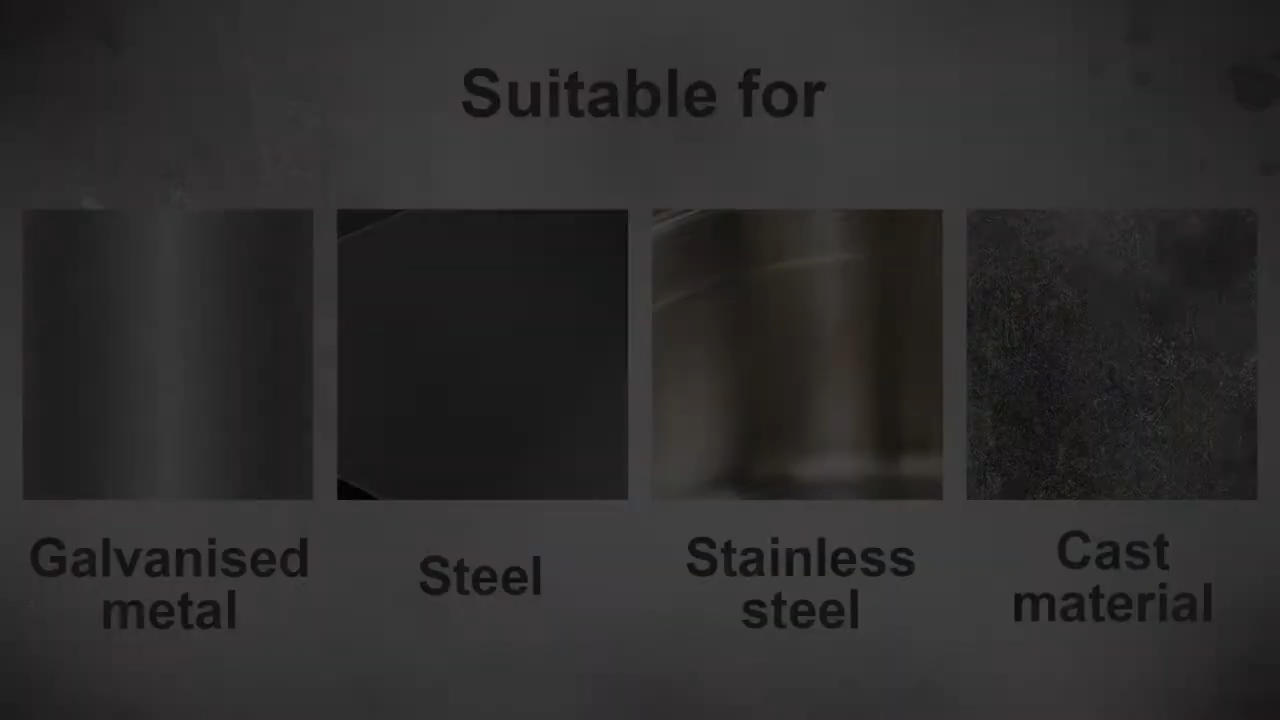 Suitable for
Galvanised
metal
Steel
Stainless
steel
Cast
material